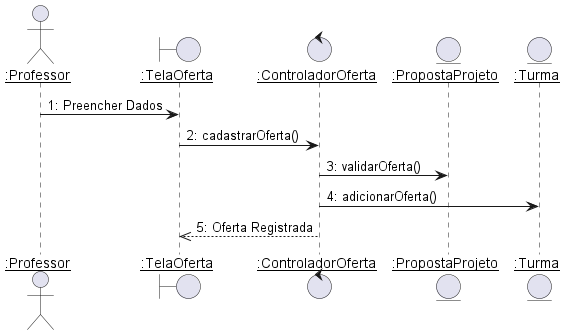 :Professor :TelaOferta :ControladorOferta :PropostaProjeto :Turma
1: Preencher Dados
2: cadastrarOferta()
3: validarOferta()
4: adicionarOferta()
5: Oferta Registrada
:Professor :TelaOferta :ControladorOferta :PropostaProjeto :Turma